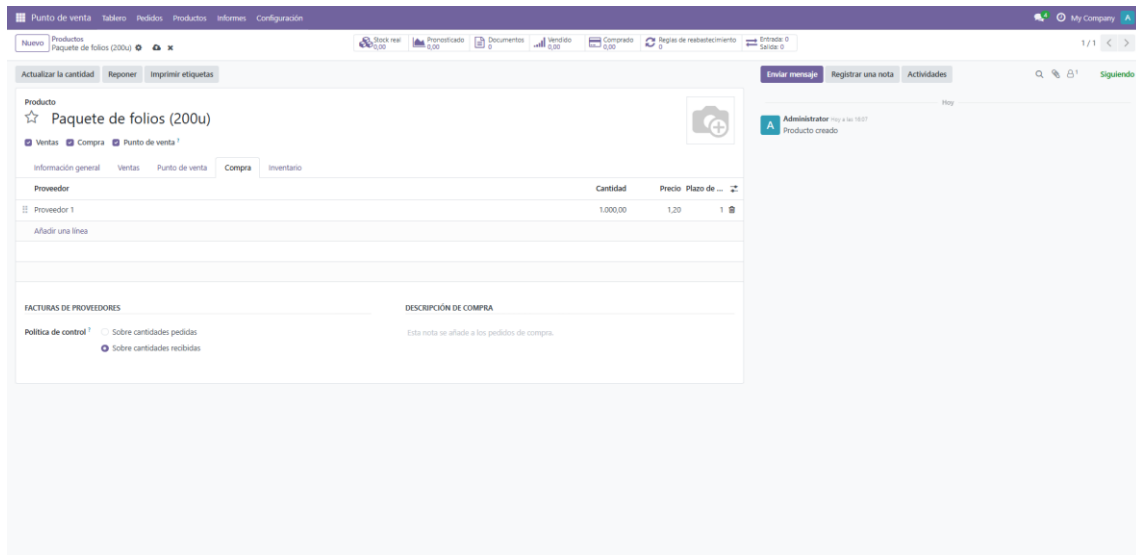 Punto de venta Tablero Pedidos Productos Informes Configuración 4 My Company A
Nuevo Productos Stock real Pronosticado Documentos Vendido Comprado Reglas de reabastecimiento Entrada: 0
Paquete de folios (200u) 0,00 0,00 0 0,00 0,00 0 Salida: 0 1 / 1
Actualizar la cantidad Reponer Imprimir etiquetas Enviar mensaje Registrar una nota Actividades 1 Siguiendo
Producto Hoy
Paquete de folios (200u)
A Administrator Hoy a las
Producto creado
Ventas Compra Punto de venta ?
Información general Ventas Punto de venta Compra Inventario
Proveedor Cantidad Precio Plazo de ...
Proveedor 1 1.000,00 1,20 1
Añadir una línea
FACTURAS DE PROVEEDORES DESCRIPCIÓN DE COMPRA
Política de control ? Sobre cantidades pedidas Esta nota se añade a los pedidos de compra.
Sobre cantidades recibidas